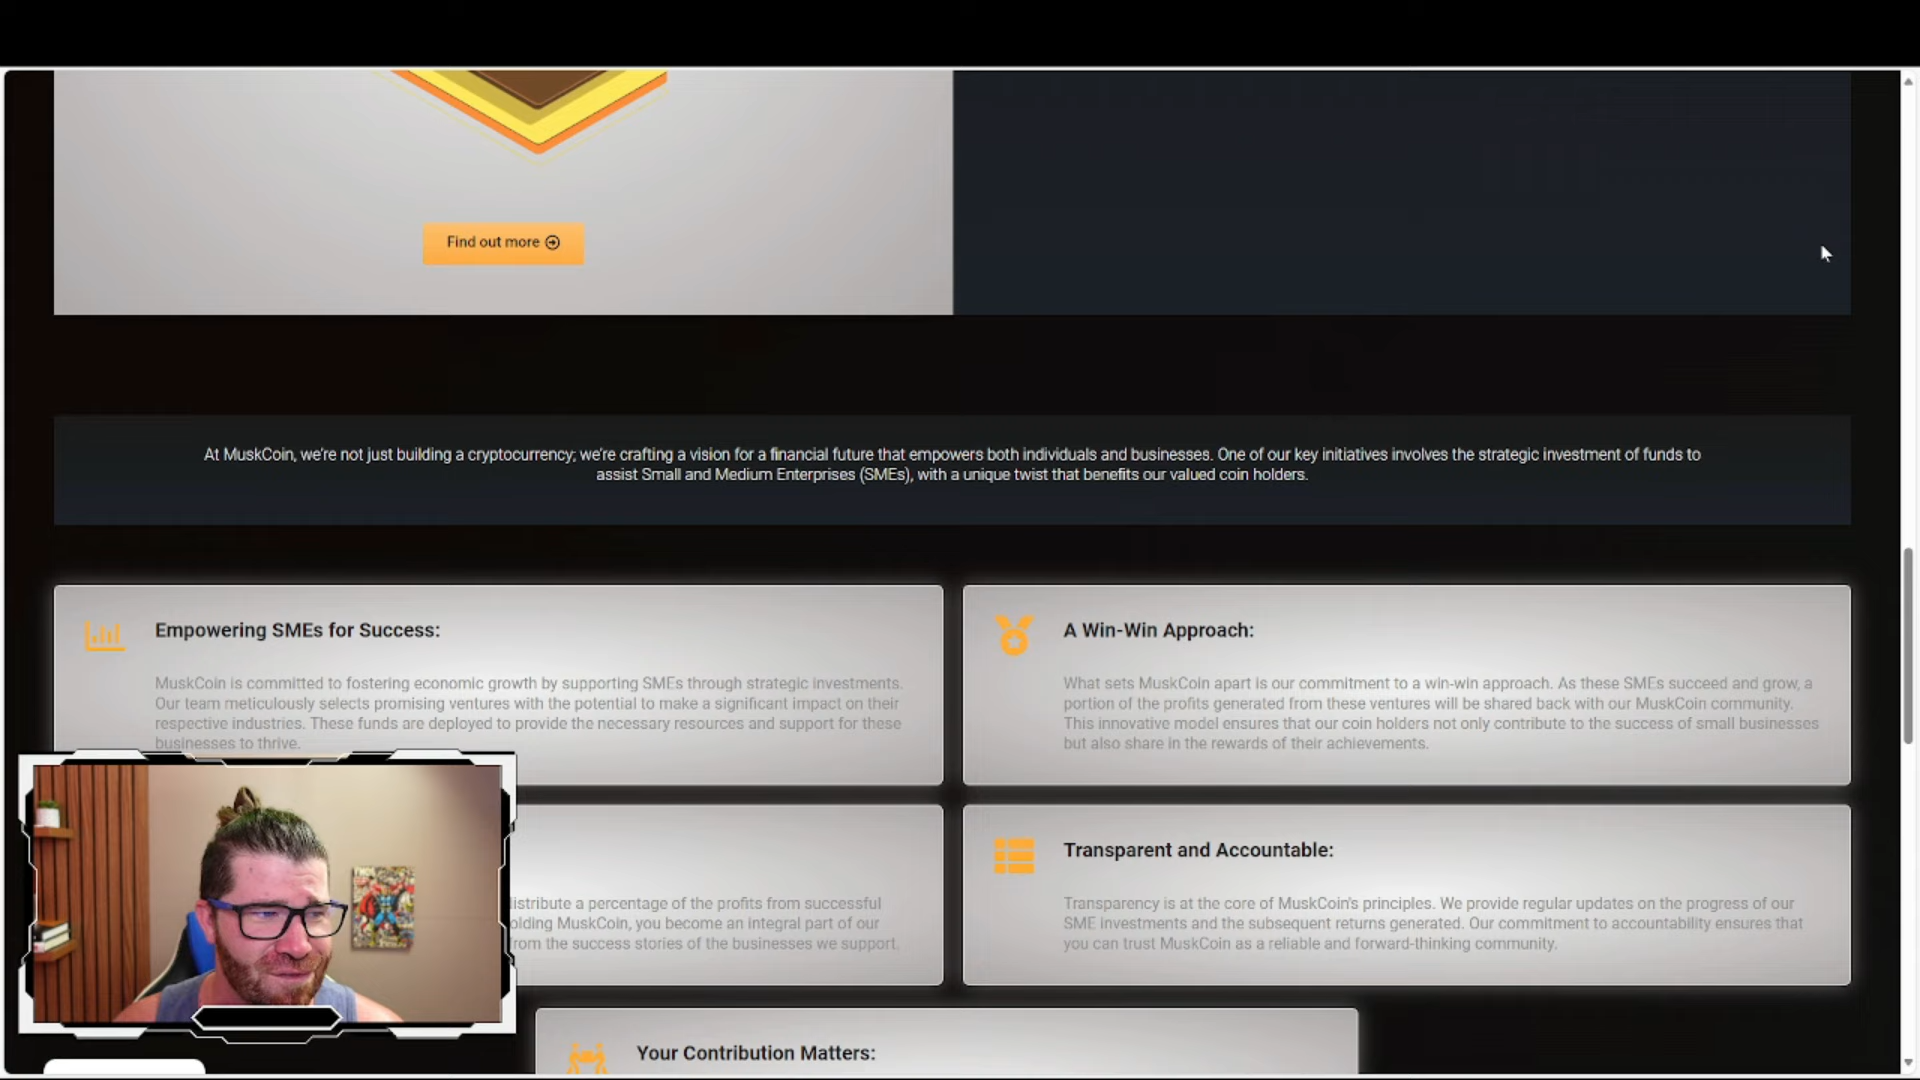 Find out more
At MuskCoin, we're not just building a cryptocurrency; we're crafting a vision for a financial future that empowers both individuals and businesses. One of our key initiatives involves the strategic investment of funds to
assist Small and Medium Enterprises (SMEs), with a unique twist that benefits our valued coin holders.
Empowering SMEs for Success:
MuskCoin is committed to fostering economic growth by supporting SMEs through strategic investments.
Our team meticulously selects promising ventures with the potential to make a significant impact on their
respective industries. These funds are deployed to provide the necessary resources and support for these
businesses to thrive.
A Win-Win Approach:
What sets MuskCoin apart is our commitment to a win-win approach. As these SMEs succeed and grow, a
portion of the profits generated from these ventures will be shared back with our MuskCoin community.
This innovative model ensures that our coin holders not only contribute to the success of small businesses
but also share in the rewards of their achievements.
distribute a percentage of the profits from successful
olding MuskCoin, you become an integral part of our
from the success stories of the businesses we support.
Transparent and Accountable:
Transparency is at the core of MuskCoin's principles. We provide regular updates on the progress of our
SME investments and the subsequent returns generated. Our commitment to accountability ensures that
you can trust MuskCoin as a reliable and forward-thinking community.
Your Contribution Matters: